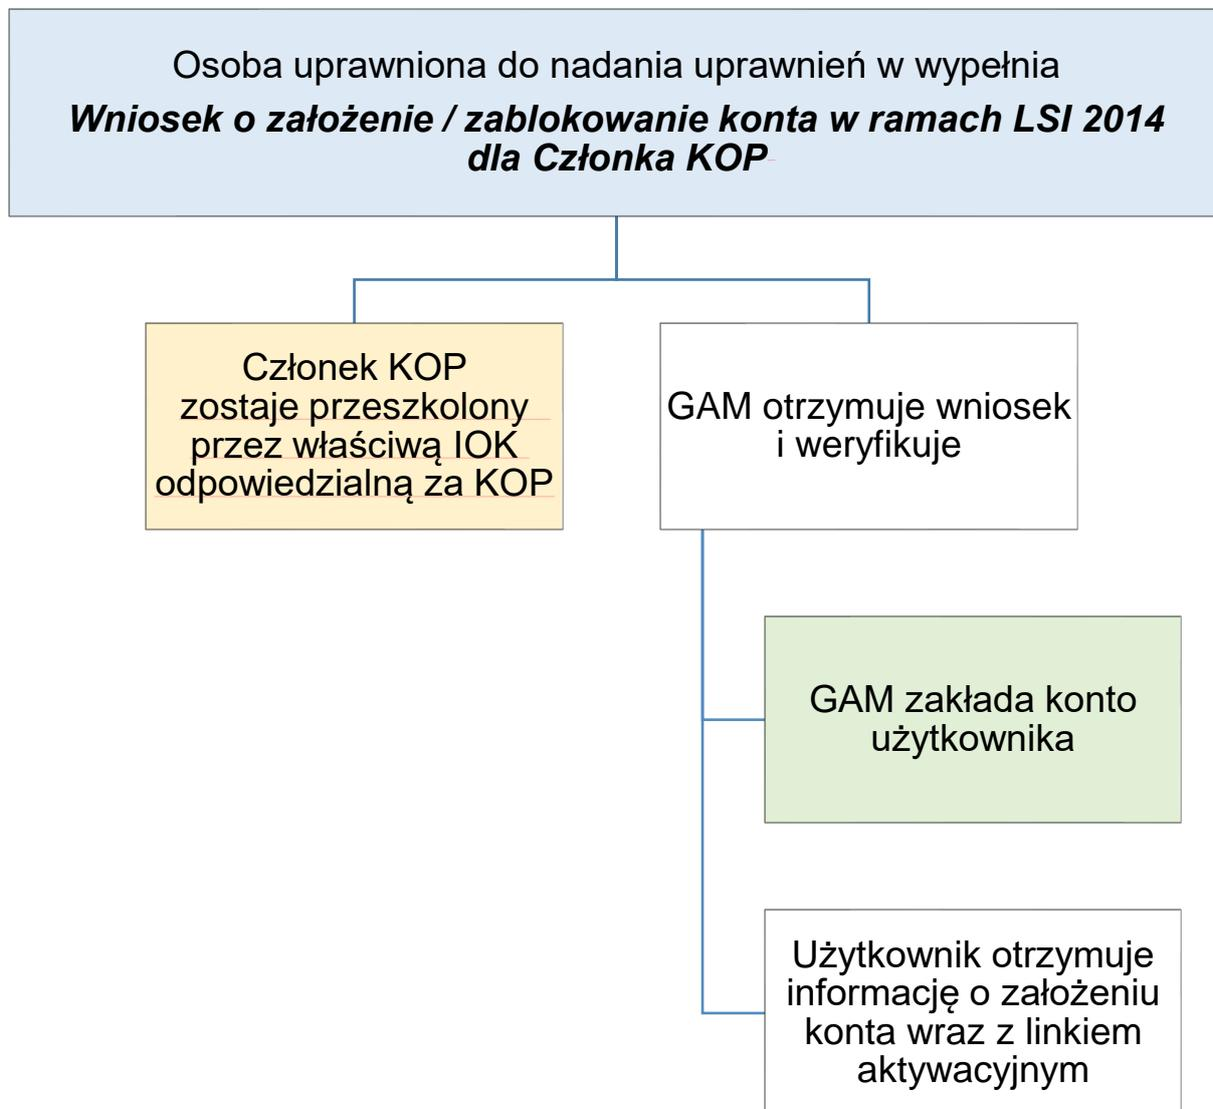 Osoba uprawniona do nadania uprawnień w wypełnia
Wniosek o założenie / zablokowanie konta w ramach LSI 2014
dla Członka KOP
Członek KOP
zostaje przeszkolony
przez właściwą IOK
odpowiedzialną za KOP
GAM otrzymuje wniosek
i weryfikuje
GAM zakłada konto
użytkownika
Użytkownik otrzymuje
informację o założeniu
konta wraz z linkiem
aktywacyjnym